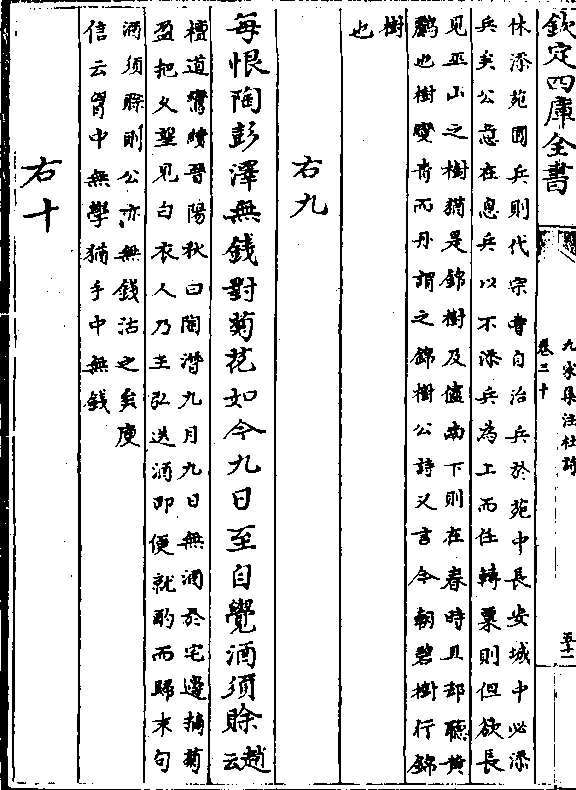 欽定四庫全書
九家集注杜詩
卷三十
休添苑囿兵則代宗嘗自治兵於苑中長安城中必添
兵矣公意在息兵以不添兵為上而任轉粟則但欲長
見巫山之樹猶是錦樹及儘南下則在春時且却聽黃
鸝也樹變青而丹謂之錦樹公詩又言今朝碧樹行錦
樹
也
右九
每恨陶彭澤無錢對菊花如今九日至自覺酒須賖趙云
檀道鸞續晉陽秋曰陶潛九月九日無酒於宅邊摘菊
盈把久望見白衣人乃王弘送酒即便就酌而歸末句
酒須賖則公亦無錢沽之矣庾
信云胷中無學猶手中無錢
右十